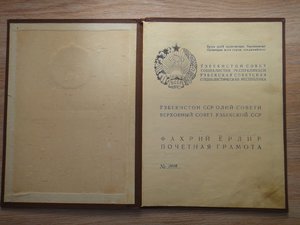 ЎЗБЕКИСТОН СОВЕТ
СОЦИАЛИСТИК РЕСПУБЛИКАСИ
УЗБЕКСКАЯ СОВЕТСКАЯ
СОЦИАЛИСТИЧЕСКАЯ РЕСПУБЛИКА
ЎЗБЕКИСТОН ССР ОЛИЙ СОВЕТИ
ВЕРХОВНЫЙ СОВЕТ УЗБЕКСКОЙ ССР
ФАХРИЙ ЁРЛИҚ
ПОЧЕТНАЯ ГРАМОТА
№